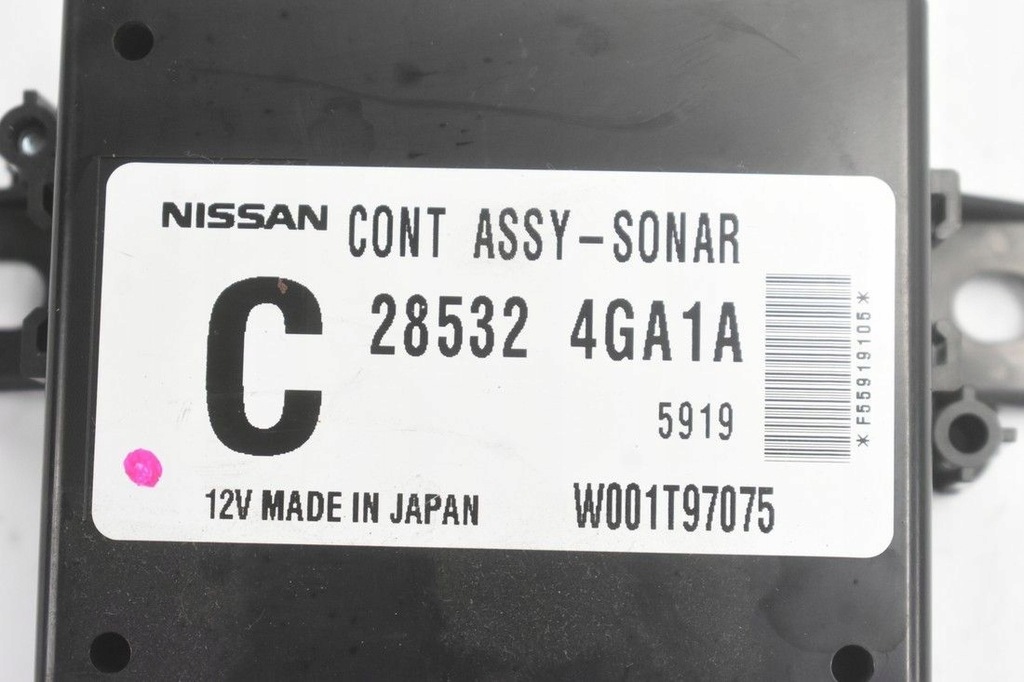 NISSAN CONT ASSY-SONAR
C
28532 4GA1A
5919
12V MADE IN JAPAN W001T97075
*F55919105*